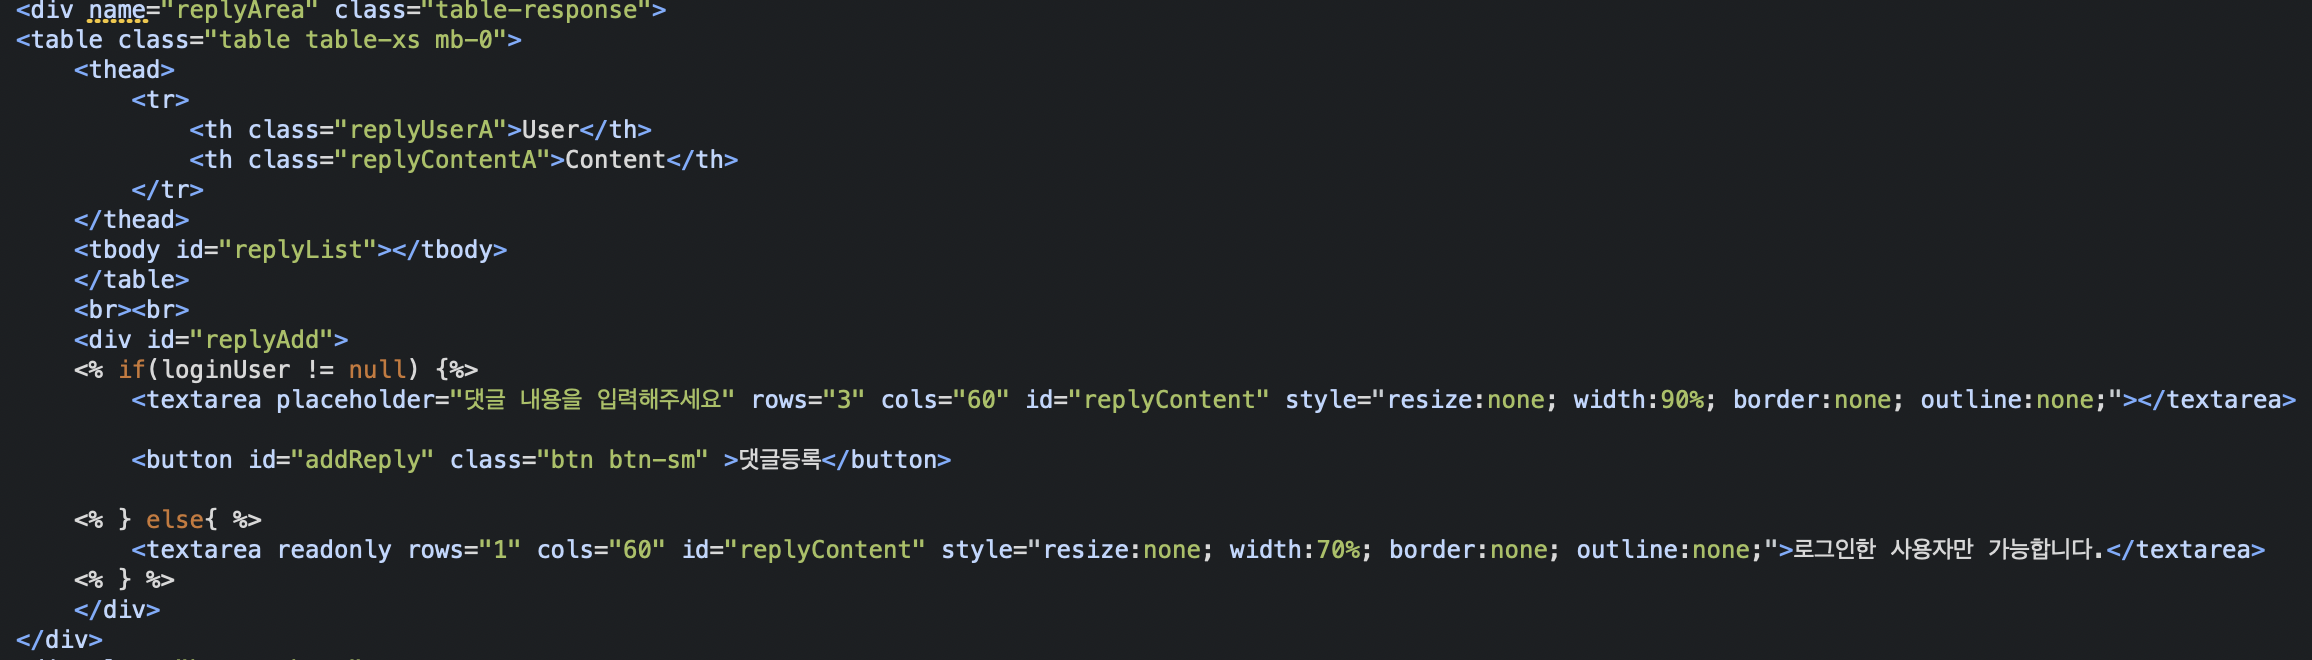 <div name="replyArea" class="table-response">
<table class="table table-xs mb-0">
<thead>
<tr>
<th class="replyUserA">User</th>
<th class="replyContentA">Content</th>
</tr>
</thead>
<tbody id="replyList"></tbody>
</table>
<br><br>
<div id="replyAdd">
<% if(loginUser != null) {%>
<textarea placeholder="댓글 내용을 입력해주세요" rows="3" cols="60" id="replyContent" style="resize:none; width:90%; border:none; outline:none;"></textarea>
<button id="addReply" class="btn btn-sm" >댓글등록</button>
<% } else{ %>
<textarea readonly rows="1" cols="60" id="replyContent" style="resize:none; width:70%; border:none; outline:none;">로그인한 사용자만 가능합니다.</textarea>
<% } %>
</div>
</div>